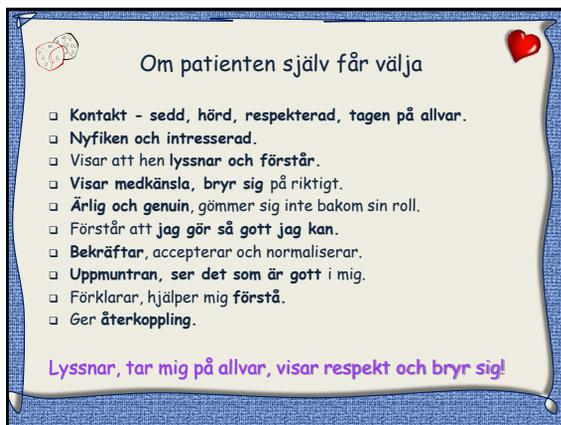 Om patienten själv får välja
Kontakt - sedd, hörd, respekterad, tagen på allvar.
Nyfiken och intresserad.
Visar att hen lyssnar och förstår.
Visar medkänsla, bryr sig på riktigt.
Ärlig och genuin, gömmer sig inte bakom sin roll.
Förstår att jag gör så gott jag kan.
Bekräftar, accepterar och normaliserar.
Uppmuntran, ser det som är gott i mig.
Förklarar, hjälper mig förstå.
Ger återkoppling.
Lyssnar, tar mig på allvar, visar respekt och bryr sig!